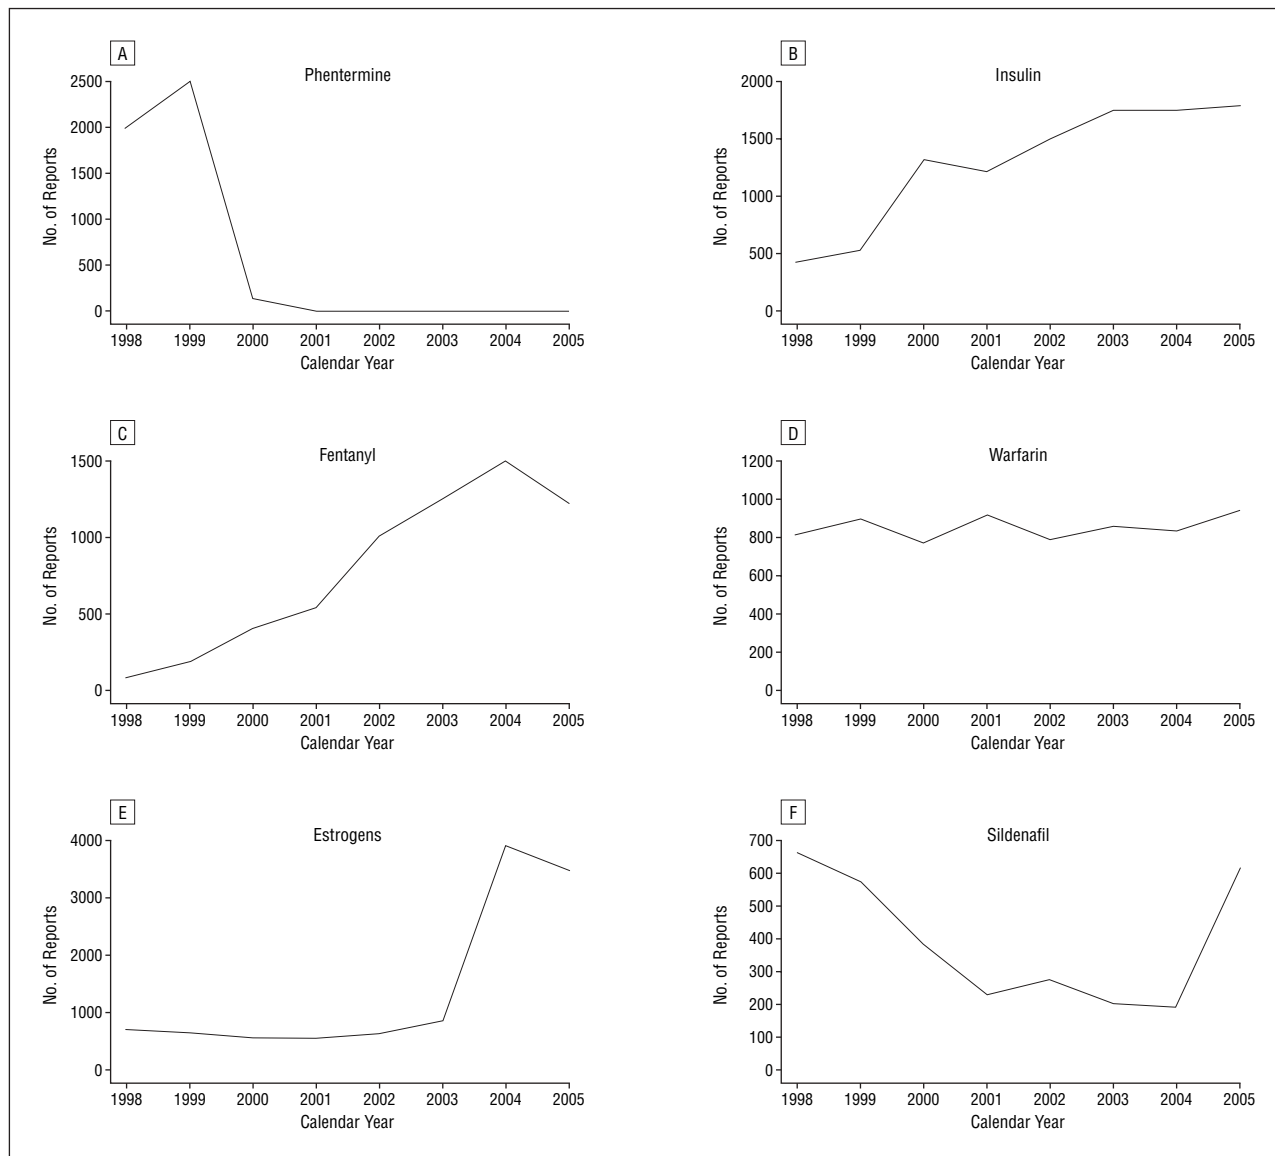 A
Phentermine
2500
2000
1500
1000
500
0
No. of Reports
1998 1999 2000 2001 2002 2003 2004 2005
Calendar Year
B
Insulin
2000
1500
1000
500
0
No. of Reports
1998 1999 2000 2001 2002 2003 2004 2005
Calendar Year
C
Fentanyl
1500
1000
500
0
No. of Reports
1998 1999 2000 2001 2002 2003 2004 2005
Calendar Year
D
Warfarin
1200
1000
800
600
400
200
0
No. of Reports
1998 1999 2000 2001 2002 2003 2004 2005
Calendar Year
E
Estrogens
4000
3000
2000
1000
0
No. of Reports
1998 1999 2000 2001 2002 2003 2004 2005
Calendar Year
F
Sildenafil
700
600
500
400
300
200
100
0
No. of Reports
1998 1999 2000 2001 2002 2003 2004 2005
Calendar Year